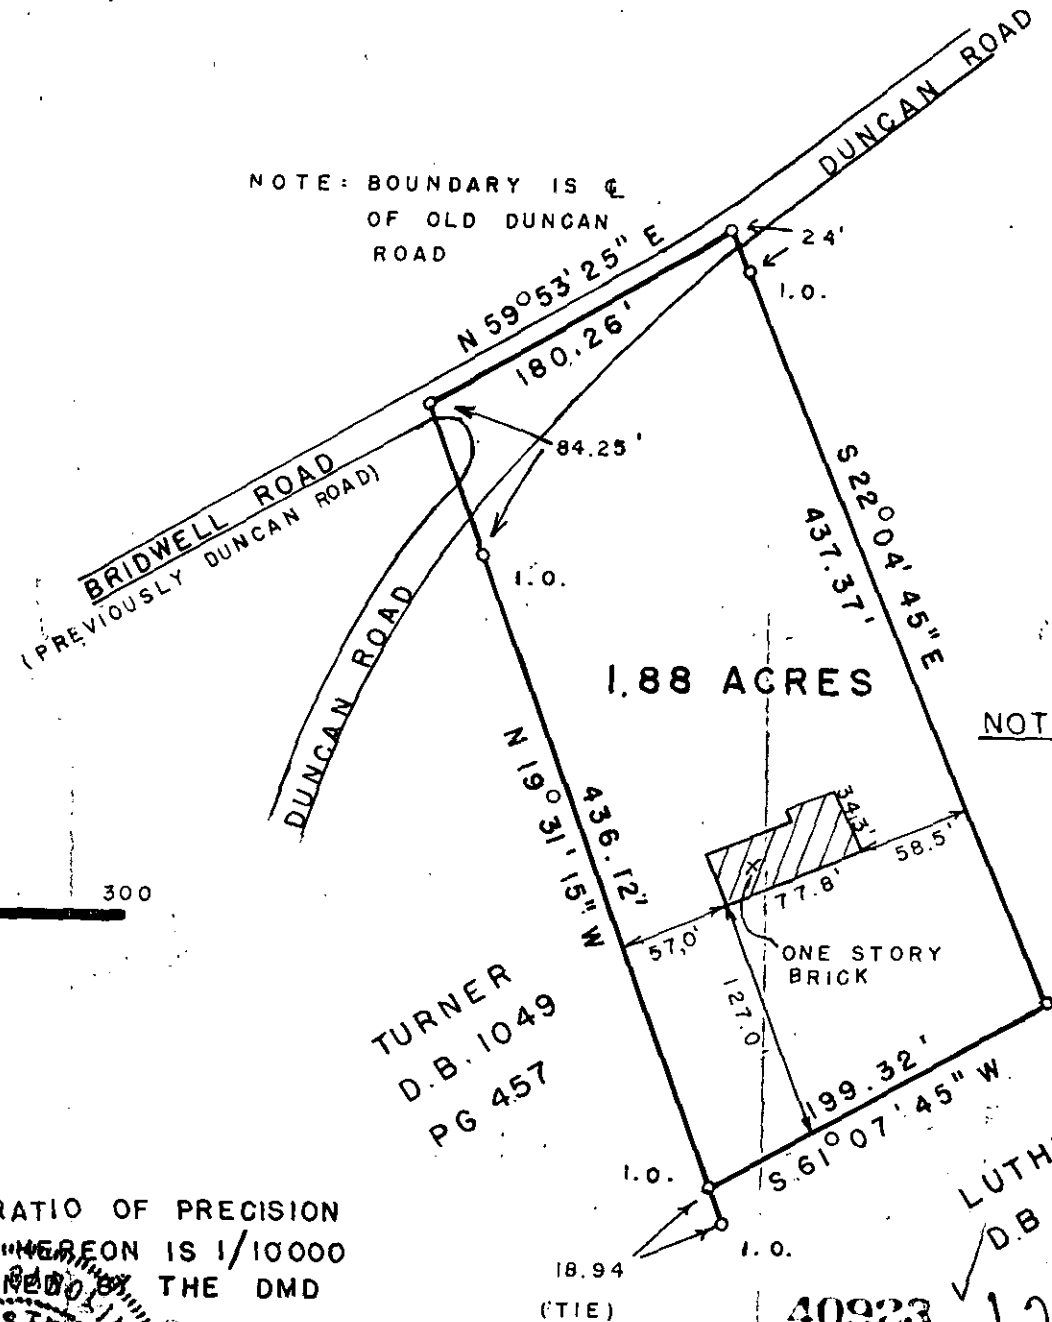 DUNCAN ROAD
NOTE: BOUNDARY IS ℄
OF OLD DUNCAN
ROAD
24'
I.O.
N 59° 53' 25" E
180.26'
84.25'
I.O.
BRIDWELL ROAD
(PREVIOUSLY DUNCAN ROAD)
DUNCAN ROAD
S 22° 04' 45" E
437.37'
1.88 ACRES
NOT
N 19° 31' 15" W
436.12'
34.3'
58.5'
77.8'
57.0'
ONE STORY
BRICK
127.0'
300
TURNER
D.B. 1049
PG 457
199.32'
S 61° 07' 45" W
I.O.
I.O.
18.94
(TIE)
LUTH
D.B
RATIO OF PRECISION
HEREON IS 1/10000
THE DMD
40923